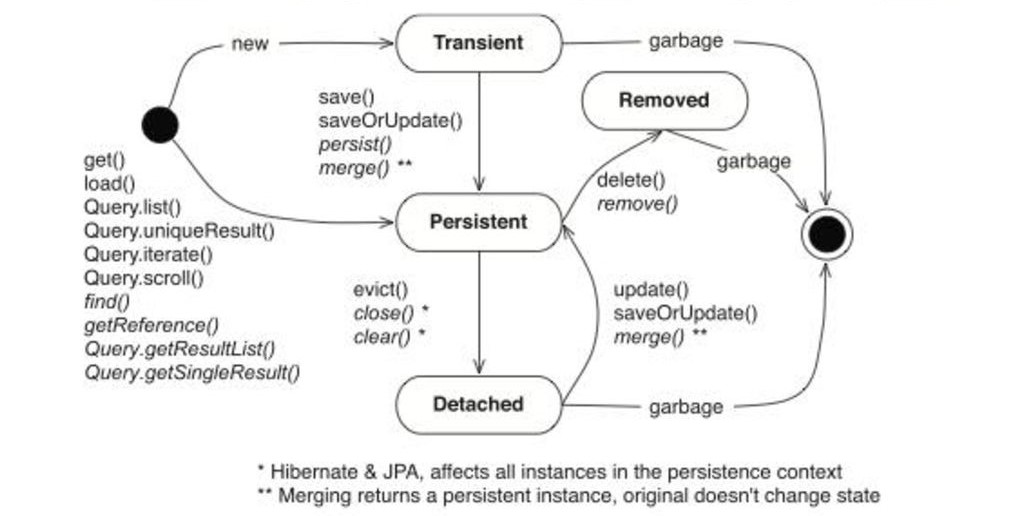 new
Transient
garbage
Removed
save()
saveOrUpdate()
persist()
merge() **
garbage
get()
load()
Query.list()
Query.uniqueResult()
Query.iterate()
Query.scroll()
find()
getReference()
Query.getResultList()
Query.getSingleResult()
delete()
remove()
Persistent
evict()
close() *
clear() *
update()
saveOrUpdate()
merge() **
Detached
garbage
* Hibernate & JPA, affects all instances in the persistence context
** Merging returns a persistent instance, original doesn't change state